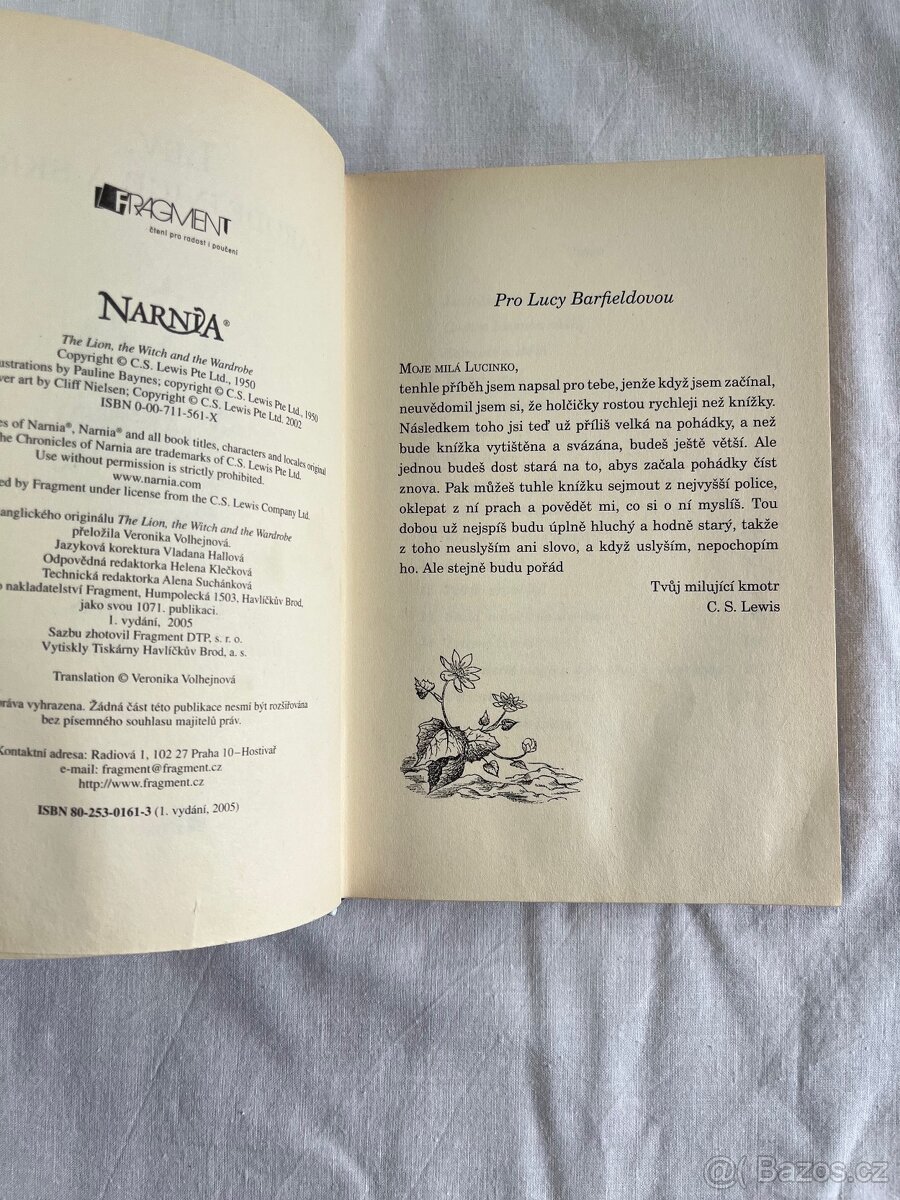 FRAGMENT
čtení pro radost i poučení
NARNIA®
The Lion, the Witch and the Wardrobe
Copyright © C.S. Lewis Pte Ltd., 1950
by Pauline Baynes; copyright © C.S. Lewis Pte Ltd., 1950
art by Cliff Nielsen; Copyright © C.S. Lewis Pte Ltd. 2002
ISBN 0-00-711-561-X
of Narnia®, Narnia® and all book titles, characters and locales original
the Chronicles of Narnia are trademarks of C.S. Lewis Pte Ltd.
Use without permission is strictly prohibited.
www.narnia.com
by Fragment under license from the C.S. Lewis Company Ltd.
anglického originálu The Lion, the Witch and the Wardrobe
přeložila Veronika Volhejnová.
Jazyková korektura Vladana Hallová
Odpovědná redaktorka Helena Klečková
Technická redaktorka Alena Suchánková
nakladatelství Fragment, Humpolecká 1503, Havlíčkův Brod,
jako svou 1071. publikaci.
1. vydání, 2005
Sazbu zhotovil Fragment DTP, s. r. o.
Vytiskly Tiskárny Havlíčkův Brod, a. s.
Translation © Veronika Volhejnová
práva vyhrazena. Žádná část této publikace nesmí být rozšiřována
bez písemného souhlasu majitelů práv.
Kontaktní adresa: Radiová 1, 102 27 Praha 10–Hostivař
e-mail: fragment@fragment.cz
http://www.fragment.cz
ISBN 80-253-0161-3 (1. vydání, 2005)
Pro Lucy Barfieldovou
MOJE MILÁ LUCINKO,
tenhle příběh jsem napsal pro tebe, jenže když jsem začínal,
neuvědomil jsem si, že holčičky rostou rychleji než knížky.
Následkem toho jsi teď už příliš velká na pohádky, a než
bude knížka vytištěna a svázána, budeš ještě větší. Ale
jednou budeš dost stará na to, abys začala pohádky číst
znova. Pak můžeš tuhle knížku sejmout z nejvyšší police,
oklepat z ní prach a povědět mi, co si o ní myslíš. Tou
dobou už nejspíš budu úplně hluchý a hodně starý, takže
z toho neuslyším ani slovo, a když uslyším, nepochopím
ho. Ale stejně budu pořád
Tvůj milující kmotr
C. S. Lewis
@( Bazos.cz